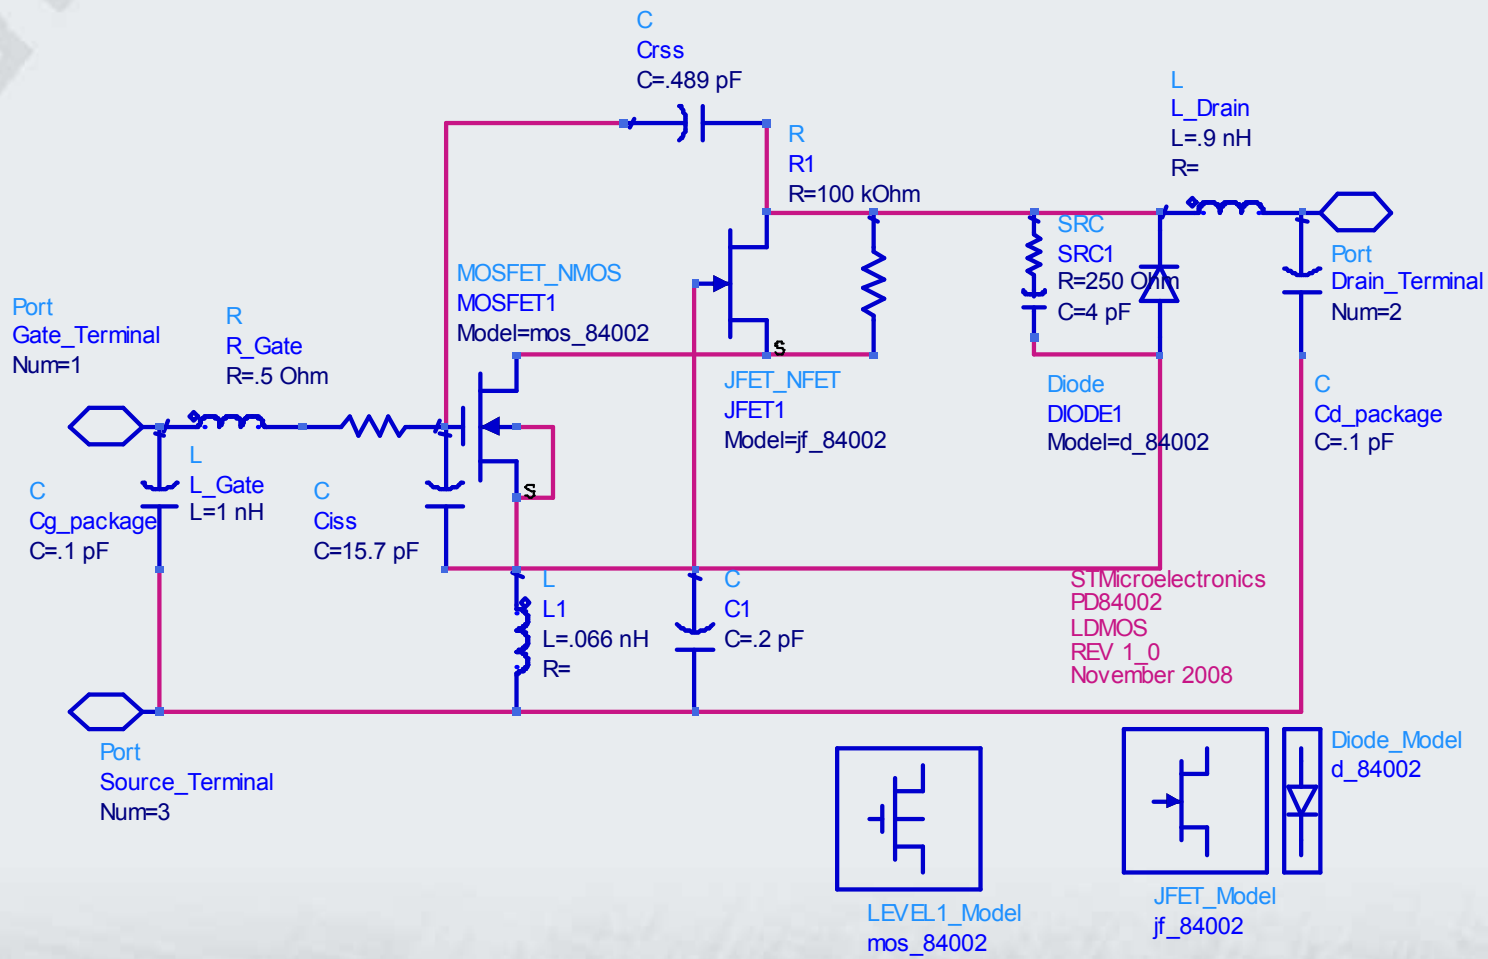 C
Crss
C=.489 pF
L
L_Drain
L=.9 nH
R=
R
R1
R=100 kOhm
SRC
SRC1
R=250 Ohm
C=4 pF
Port
Drain_Terminal
Num=2
MOSFET_NMOS
MOSFET1
Model=mos_84002
Port
Gate_Terminal
Num=1
R
R_Gate
R=.5 Ohm
S
JFET_NFET
JFET1
Model=jf_84002
Diode
DIODE1
Model=d_84002
C
Cd_package
C=.1 pF
L
L_Gate
L=1 nH
C
Cg_package
C=.1 pF
C
Ciss
C=15.7 pF
S
L
L1
L=.066 nH
R=
C
C1
C=.2 pF
STMicroelectronics
PD84002
LDMOS
REV 1_0
November 2008
Port
Source_Terminal
Num=3
Diode_Model
d_84002
LEVEL1_Model
mos_84002
JFET_Model
jf_84002